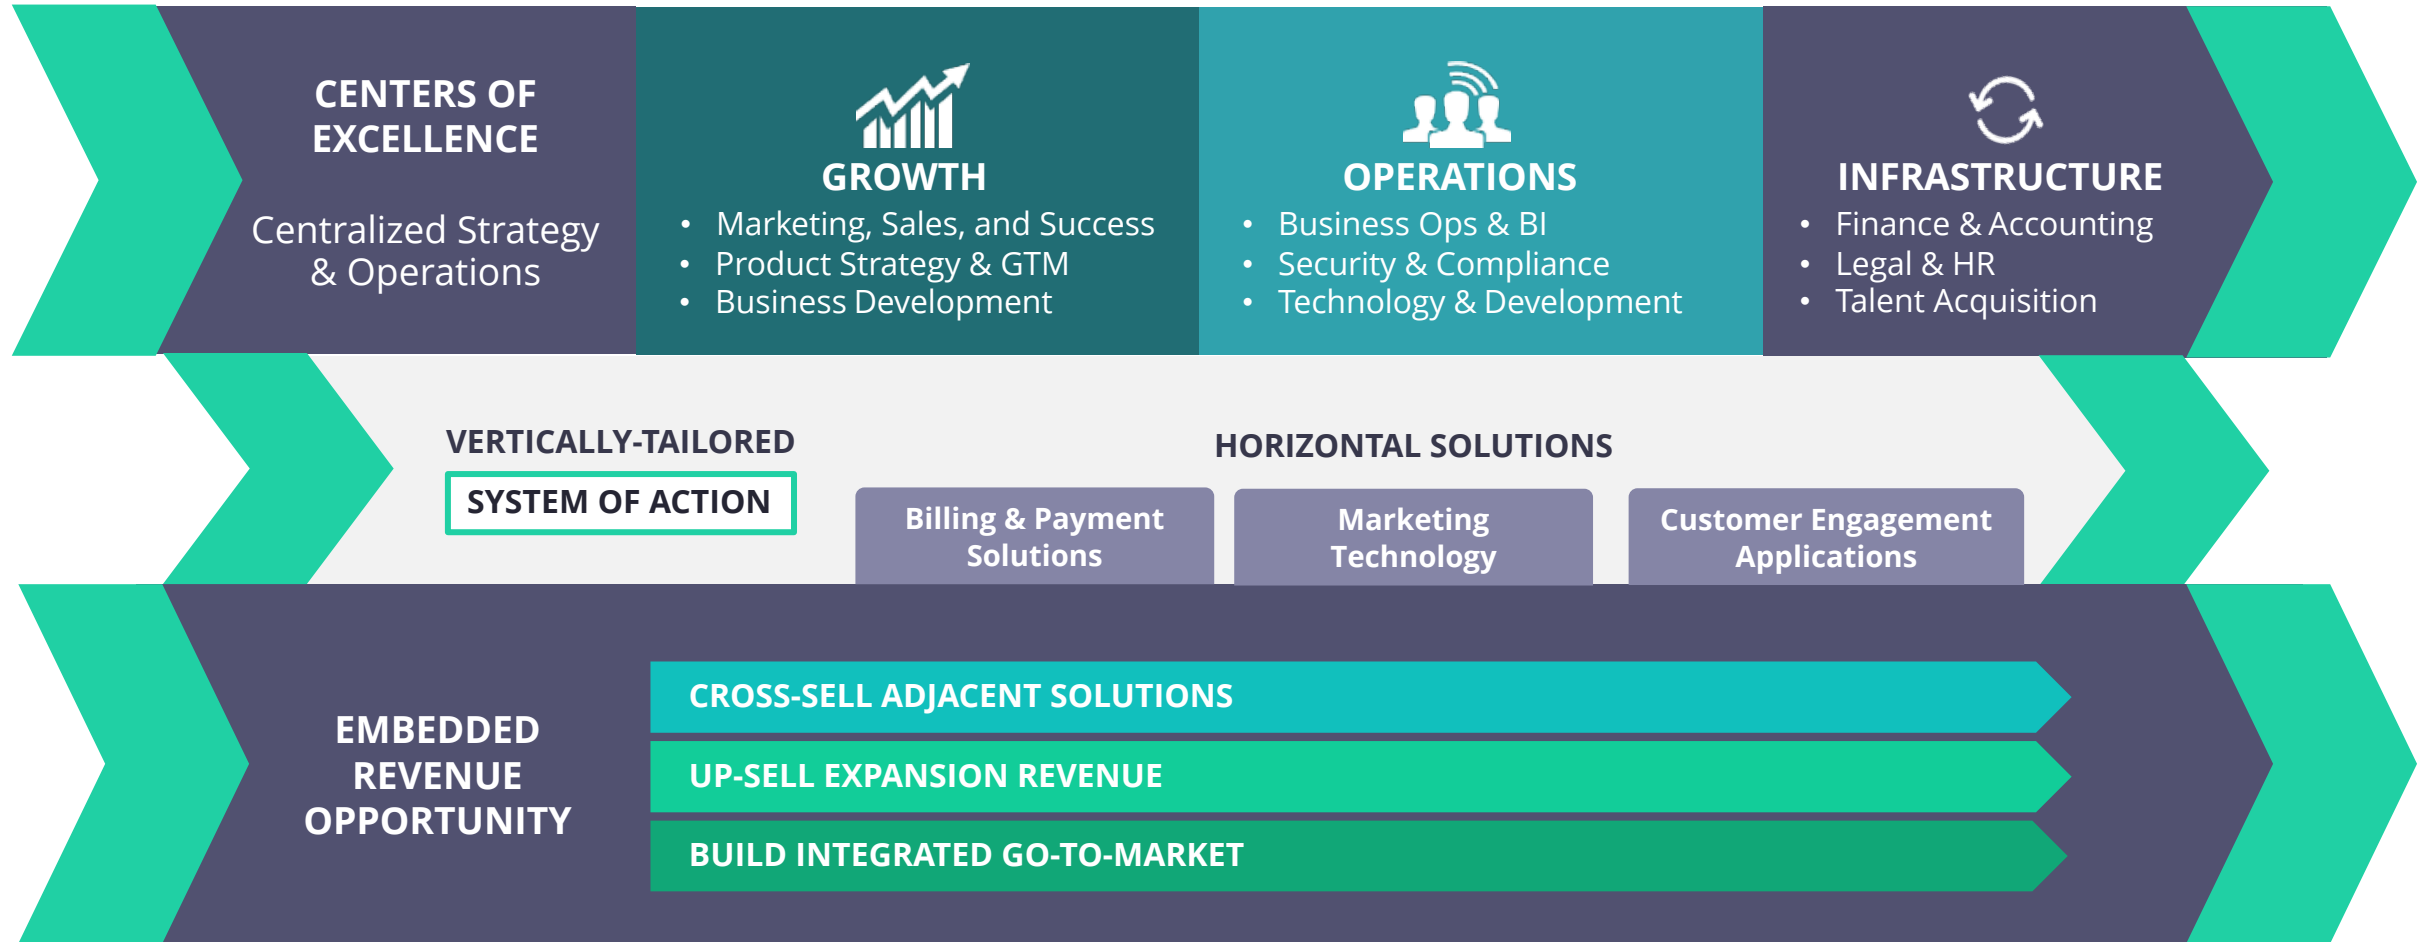 CENTERS OF
EXCELLENCE
Centralized Strategy
& Operations
GROWTH
• Marketing, Sales, and Success
• Product Strategy & GTM
• Business Development
OPERATIONS
• Business Ops & BI
• Security & Compliance
• Technology & Development
INFRASTRUCTURE
• Finance & Accounting
• Legal & HR
• Talent Acquisition
VERTICALLY-TAILORED
SYSTEM OF ACTION
HORIZONTAL SOLUTIONS
Billing & Payment
Solutions
Marketing
Technology
Customer Engagement
Applications
EMBEDDED
REVENUE
OPPORTUNITY
CROSS-SELL ADJACENT SOLUTIONS
UP-SELL EXPANSION REVENUE
BUILD INTEGRATED GO-TO-MARKET